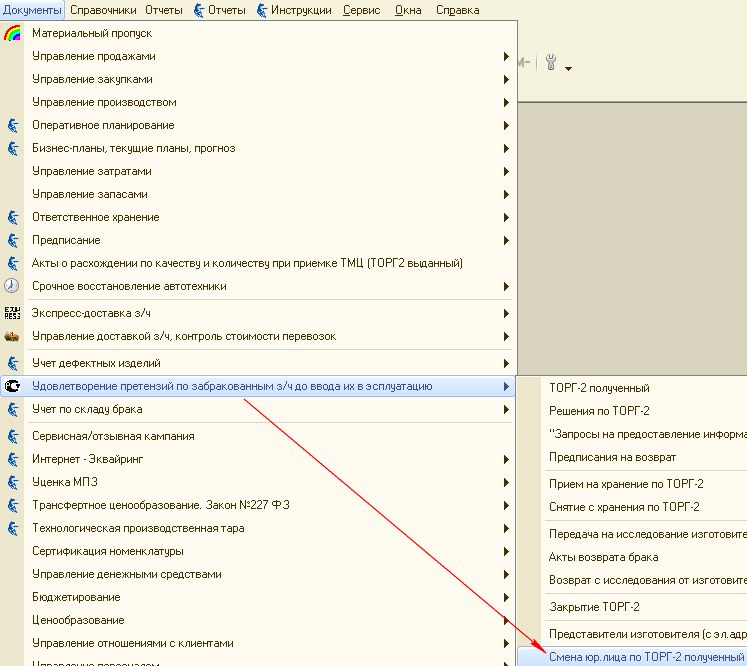 Документы Справочники Отчеты Отчеты Инструкции Сервис Окна Справка
Материальный пропуск
Управление продажами
Управление закупками
Управление производством
Оперативное планирование
Бизнес-планы, текущие планы, прогноз
Управление затратами
Управление запасами
Ответственное хранение
Предписание
Акты о расхождении по качеству и количеству при приемке ТМЦ (ТОРГ2 выданный)
Срочное восстановление автотехники
Экспресс-доставка з/ч
Управление доставкой з/ч, контроль стоимости перевозок
Учет дефектных изделий
Удовлетворение претензий по забракованным з/ч до ввода их в эсплуатацию
Учет по складу брака
Сервисная/отзывная кампания
Интернет - Эквайринг
Уценка МПЗ
Трансфертное ценообразование. Закон №227 ФЗ
Технологическая производственная тара
Сертификация номенклатуры
Управление денежными средствами
Бюджетирование
Ценообразование
Управление отношениями с клиентами
Управление персоналом
М-
ТОРГ-2 полученный
Решения по ТОРГ-2
"Запросы на предоставление информа
Предписания на возврат
Прием на хранение по ТОРГ-2
Снятие с хранения по ТОРГ-2
Передача на исследование изготовите
Акты возврата брака
Возврат с исследования от изготовите
Закрытие ТОРГ-2
Представители изготовителя (с эл.адр
Смена юр.лица по ТОРГ-2 полученный